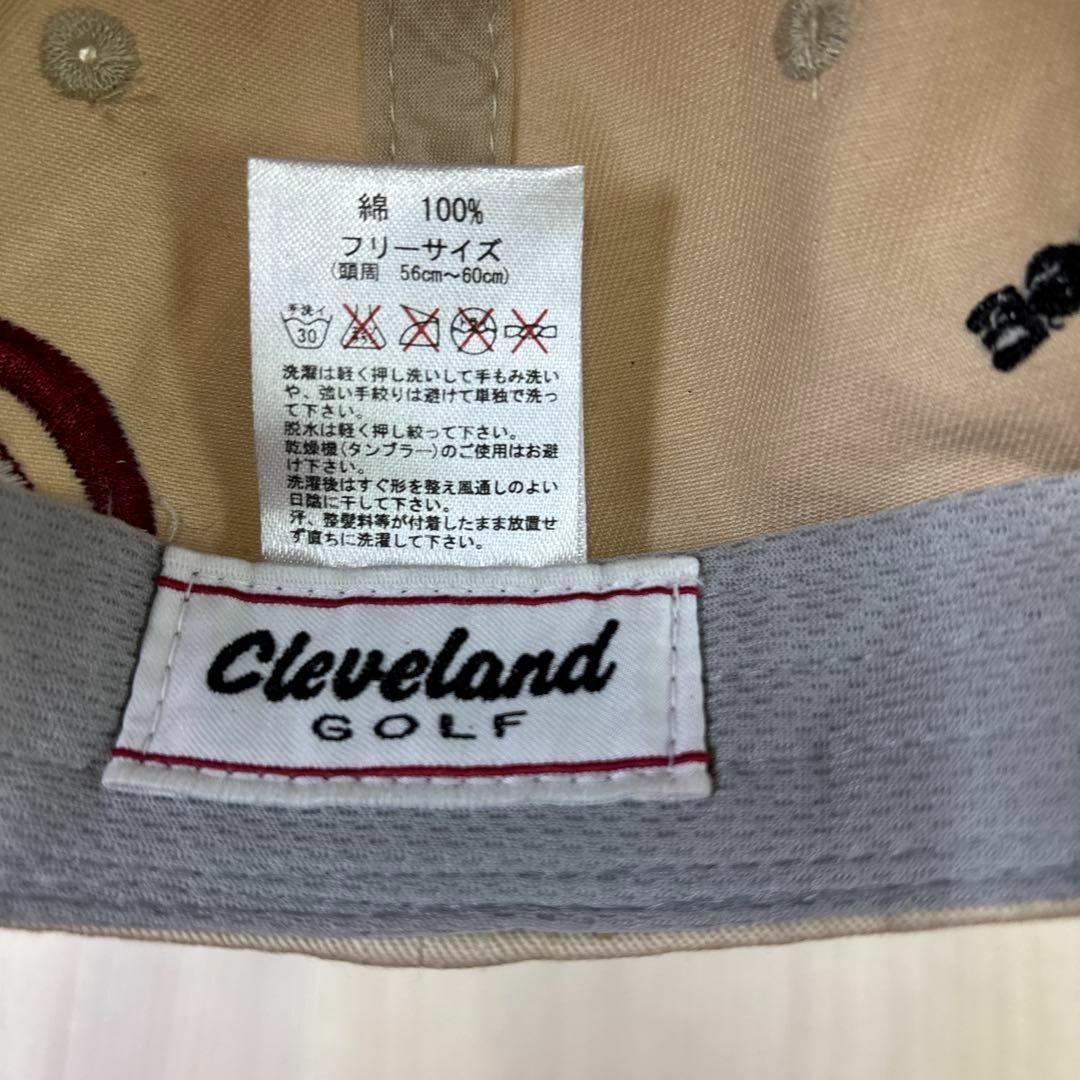 綿 100%
フリーサイズ
(頭周 56cm～60cm)
手洗イ
30
洗濯は軽く押し洗いして手もみ洗い
や、強い手絞りは避けて単独で洗っ
て下さい。
脱水は軽く押し絞って下さい。
乾燥機(タンブラー)のご使用はお避
け下さい。
洗濯後はすぐ形を整え風通しのよい
日陰に干して下さい。
汗、整髪料等が付着したまま放置せ
ず直ちに洗濯して下さい。
Cleveland
GOLF